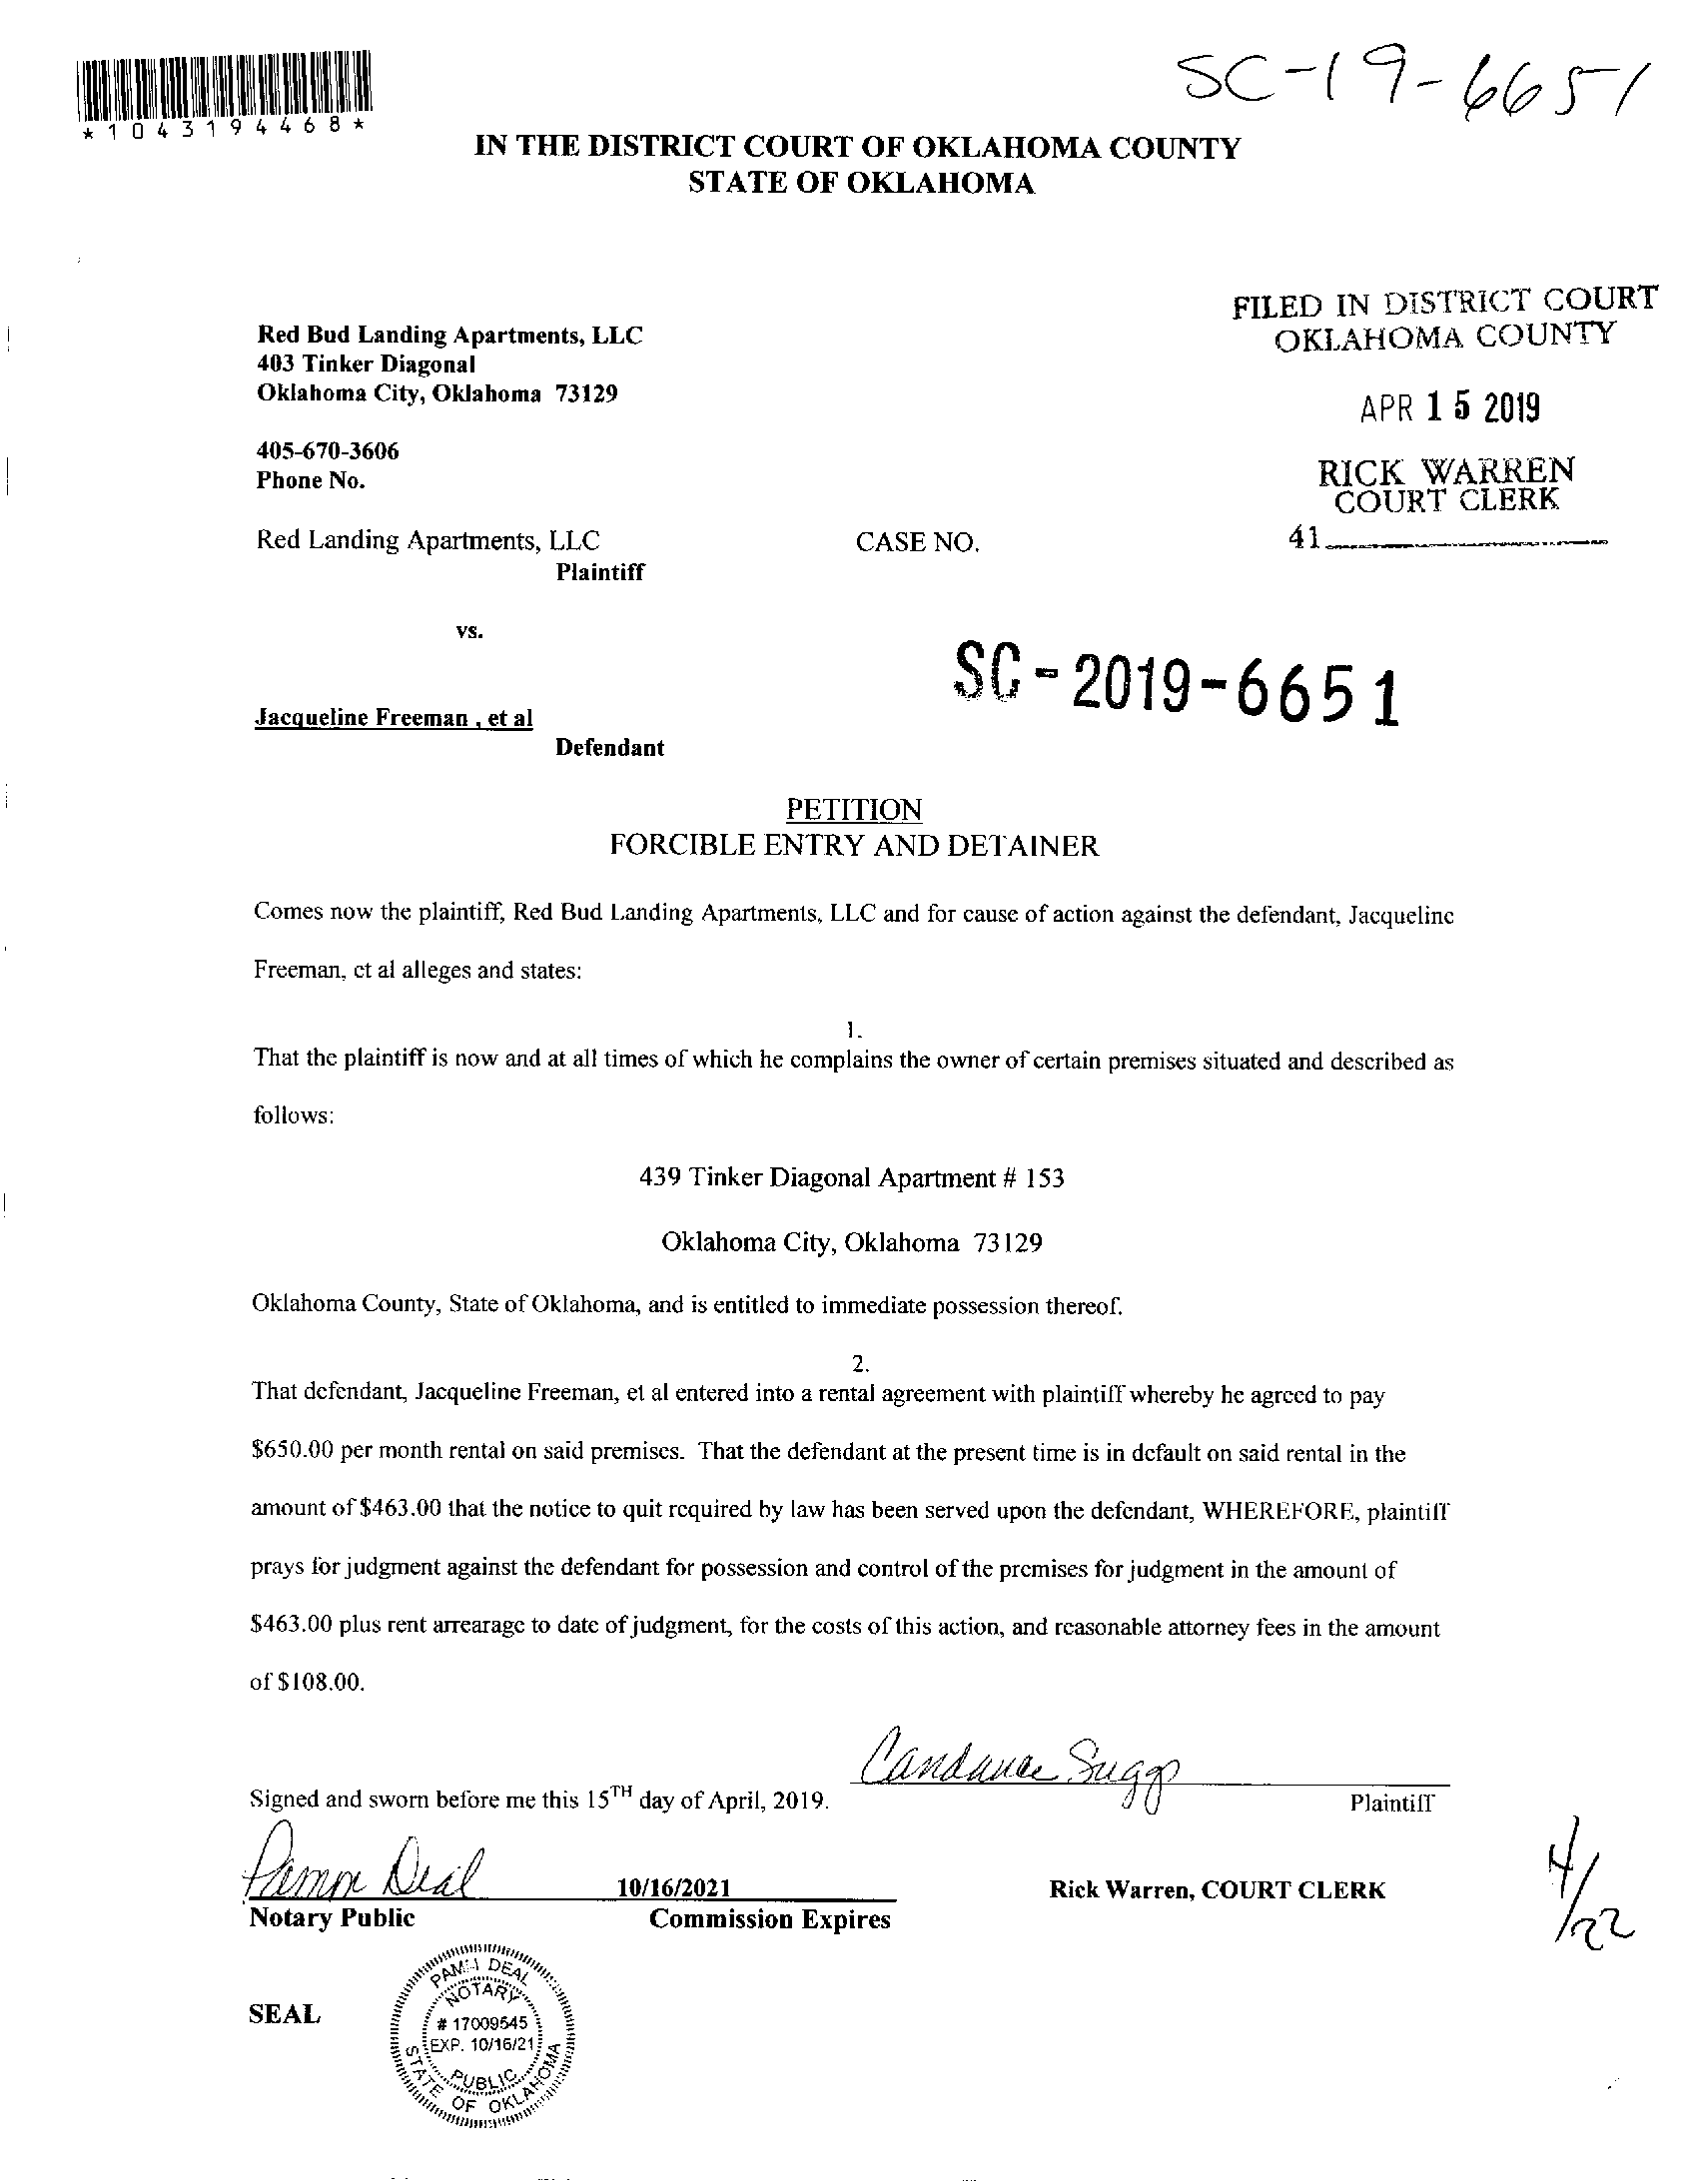 SC-19-6651
*1043194468*
IN THE DISTRICT COURT OF OKLAHOMA COUNTY
STATE OF OKLAHOMA
FILED IN DISTRICT COURT
OKLAHOMA COUNTY
APR 15 2019
RICK WARREN
COURT CLERK
41
Red Bud Landing Apartments, LLC
403 Tinker Diagonal
Oklahoma City, Oklahoma 73129
405-670-3606
Phone No.
Red Landing Apartments, LLC
CASE NO.
Plaintiff
vs.
SC-2019-6651
Jacqueline Freeman , et al
Defendant
PETITION
FORCIBLE ENTRY AND DETAINER
Comes now the plaintiff, Red Bud Landing Apartments, LLC and for cause of action against the defendant, Jacqueline
Freeman, et al alleges and states:
1.
That the plaintiff is now and at all times of which he complains the owner of certain premises situated and described as
follows:
439 Tinker Diagonal Apartment # 153
Oklahoma City, Oklahoma 73129
Oklahoma County, State of Oklahoma, and is entitled to immediate possession thereof.
2.
That defendant, Jacqueline Freeman, et al entered into a rental agreement with plaintiff whereby he agreed to pay
$650.00 per month rental on said premises. That the defendant at the present time is in default on said rental in the
amount of $463.00 that the notice to quit required by law has been served upon the defendant, WHEREFORE, plaintiff
prays for judgment against the defendant for possession and control of the premises for judgment in the amount of
$463.00 plus rent arrearage to date of judgment, for the costs of this action, and reasonable attorney fees in the amount
of $108.00.
Candance Suggs
Signed and sworn before me this 15TH day of April, 2019.
Plaintiff
Pammi Deal
10/16/2021
Rick Warren, COURT CLERK
4/22
Notary Public
Commission Expires
SEAL
PAMMI DEAL
NOTARY
# 17009545
EXP. 10/16/21
PUBLIC
STATE OF OKLAHOMA